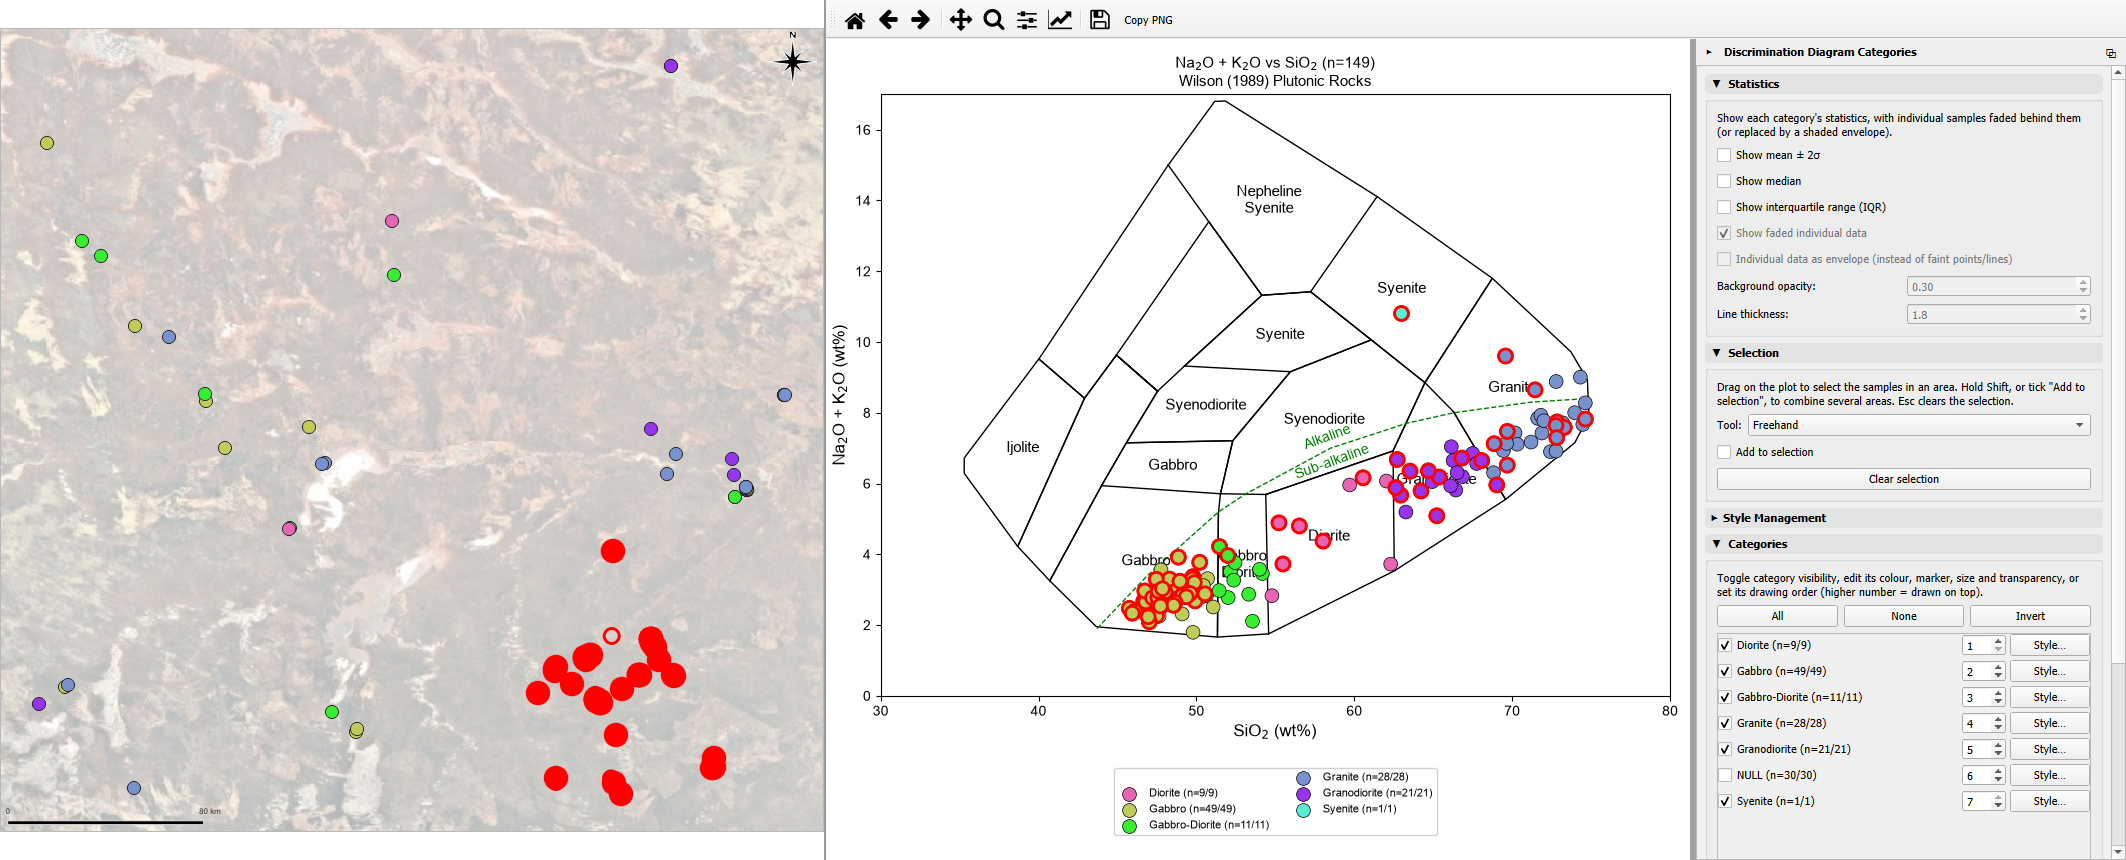 N
0
80 km
Copy PNG
Na2O + K2O vs SiO2 (n=149)
Wilson (1989) Plutonic Rocks
Na2O + K2O (wt%)
16
14
12
10
8
6
4
2
0
Nepheline
Syenite
Syenite
Syenite
Syenodiorite
Syenodiorite
Ijolite
Gabbro
Alkaline
Sub-alkaline
Diorite
Gabbro
30
40
50
60
70
80
SiO2 (wt%)
Diorite (n=9/9)
Gabbro (n=49/49)
Gabbro-Diorite (n=11/11)
Granite (n=28/28)
Granodiorite (n=21/21)
Syenite (n=1/1)
Discrimination Diagram Categories
Statistics
Show each category's statistics, with individual samples faded behind them
(or replaced by a shaded envelope).
Show mean ± 2σ
Show median
Show interquartile range (IQR)
Show faded individual data
Individual data as envelope (instead of faint points/lines)
Background opacity:
0.30
Line thickness:
1.8
Selection
Drag on the plot to select the samples in an area. Hold Shift, or tick "Add to
selection", to combine several areas. Esc clears the selection.
Tool:
Freehand
Add to selection
Clear selection
Style Management
Categories
Toggle category visibility, edit its colour, marker, size and transparency, or
set its drawing order (higher number = drawn on top).
All
None
Invert
Diorite (n=9/9)
1
Style...
Gabbro (n=49/49)
2
Style...
Gabbro-Diorite (n=11/11)
3
Style...
Granite (n=28/28)
4
Style...
Granodiorite (n=21/21)
5
Style...
NULL (n=30/30)
6
Style...
Syenite (n=1/1)
7
Style...